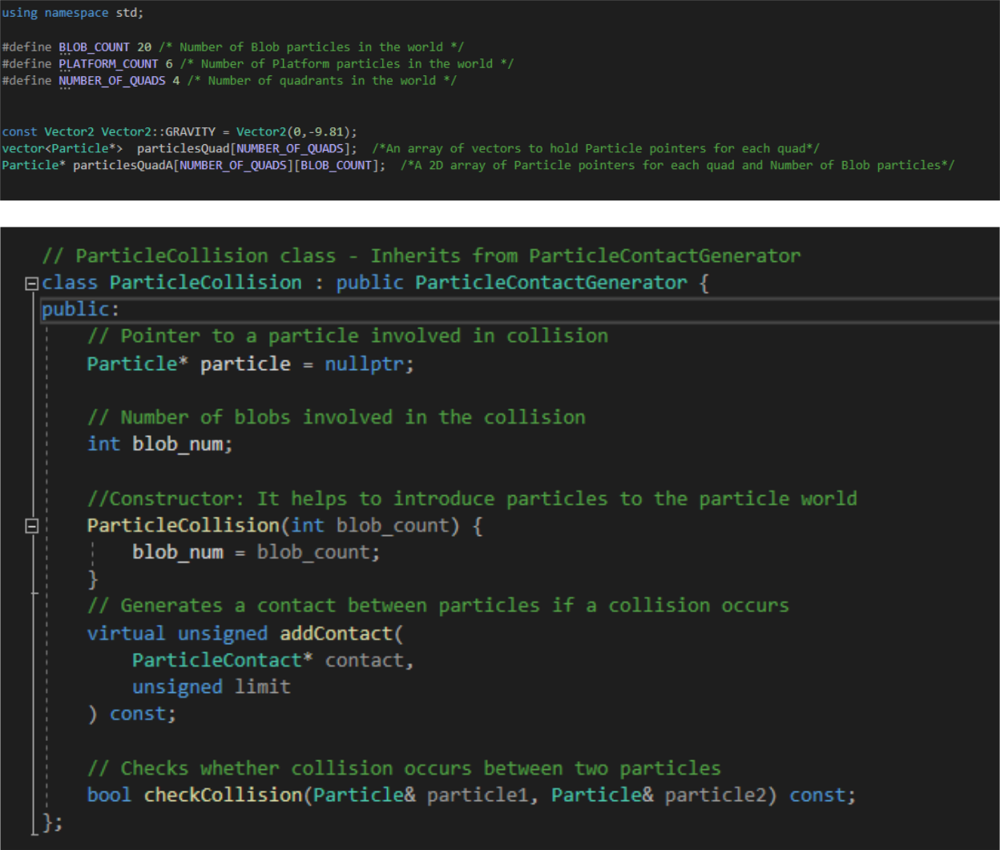 using namespace std;
#define BLOB_COUNT 20 /* Number of Blob particles in the world */
#define PLATFORM_COUNT 6 /* Number of Platform particles in the world */
#define NUMBER_OF_QUADS 4 /* Number of quadrants in the world */
const Vector2 Vector2::GRAVITY = Vector2(0,-9.81);
vector<Particle*>  particlesQuad[NUMBER_OF_QUADS];  /*An array of vectors to hold Particle pointers for each quad*/
Particle* particlesQuadA[NUMBER_OF_QUADS][BLOB_COUNT];  /*A 2D array of Particle pointers for each quad and Number of Blob particles*/
// ParticleCollision class - Inherits from ParticleContactGenerator
class ParticleCollision : public ParticleContactGenerator {
public:
// Pointer to a particle involved in collision
Particle* particle = nullptr;
// Number of blobs involved in the collision
int blob_num;
//Constructor: It helps to introduce particles to the particle world
ParticleCollision(int blob_count) {
blob_num = blob_count;
}
// Generates a contact between particles if a collision occurs
virtual unsigned addContact(
ParticleContact* contact,
unsigned limit
) const;
// Checks whether collision occurs between two particles
bool checkCollision(Particle& particle1, Particle& particle2) const;
};